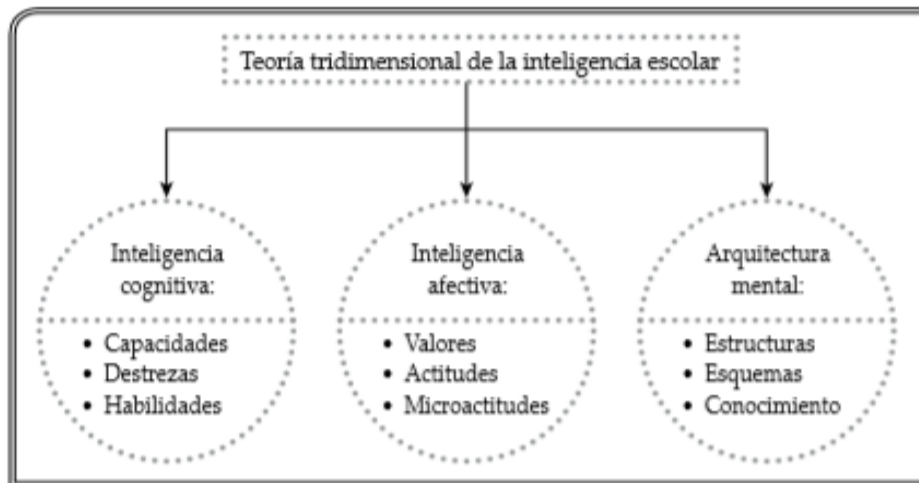 Teoría tridimensional de la inteligencia escolar
Inteligencia
cognitiva:
• Capacidades
• Destrezas
• Habilidades
Inteligencia
afectiva:
• Valores
• Actitudes
• Microactitudes
Arquitectura
mental:
• Estructuras
• Esquemas
• Conocimiento